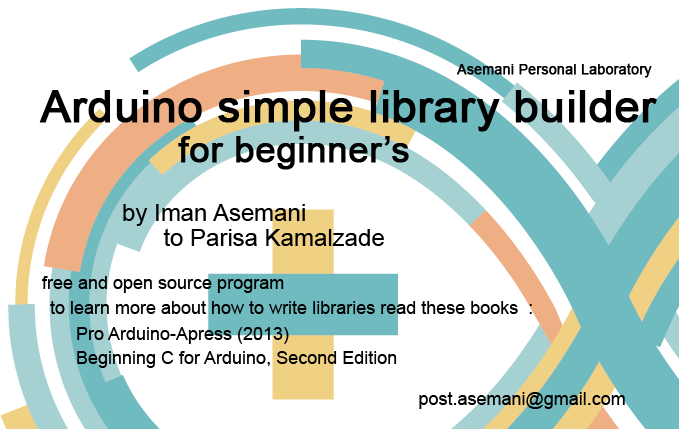 Asemani Personal Laboratory
Arduino simple library builder
for beginner’s
by Iman Asemani
to Parisa Kamalzade
free and open source program
to learn more about how to write libraries read these books :
Pro Arduino-Apress (2013)
Beginning C for Arduino, Second Edition
post.asemani@gmail.com